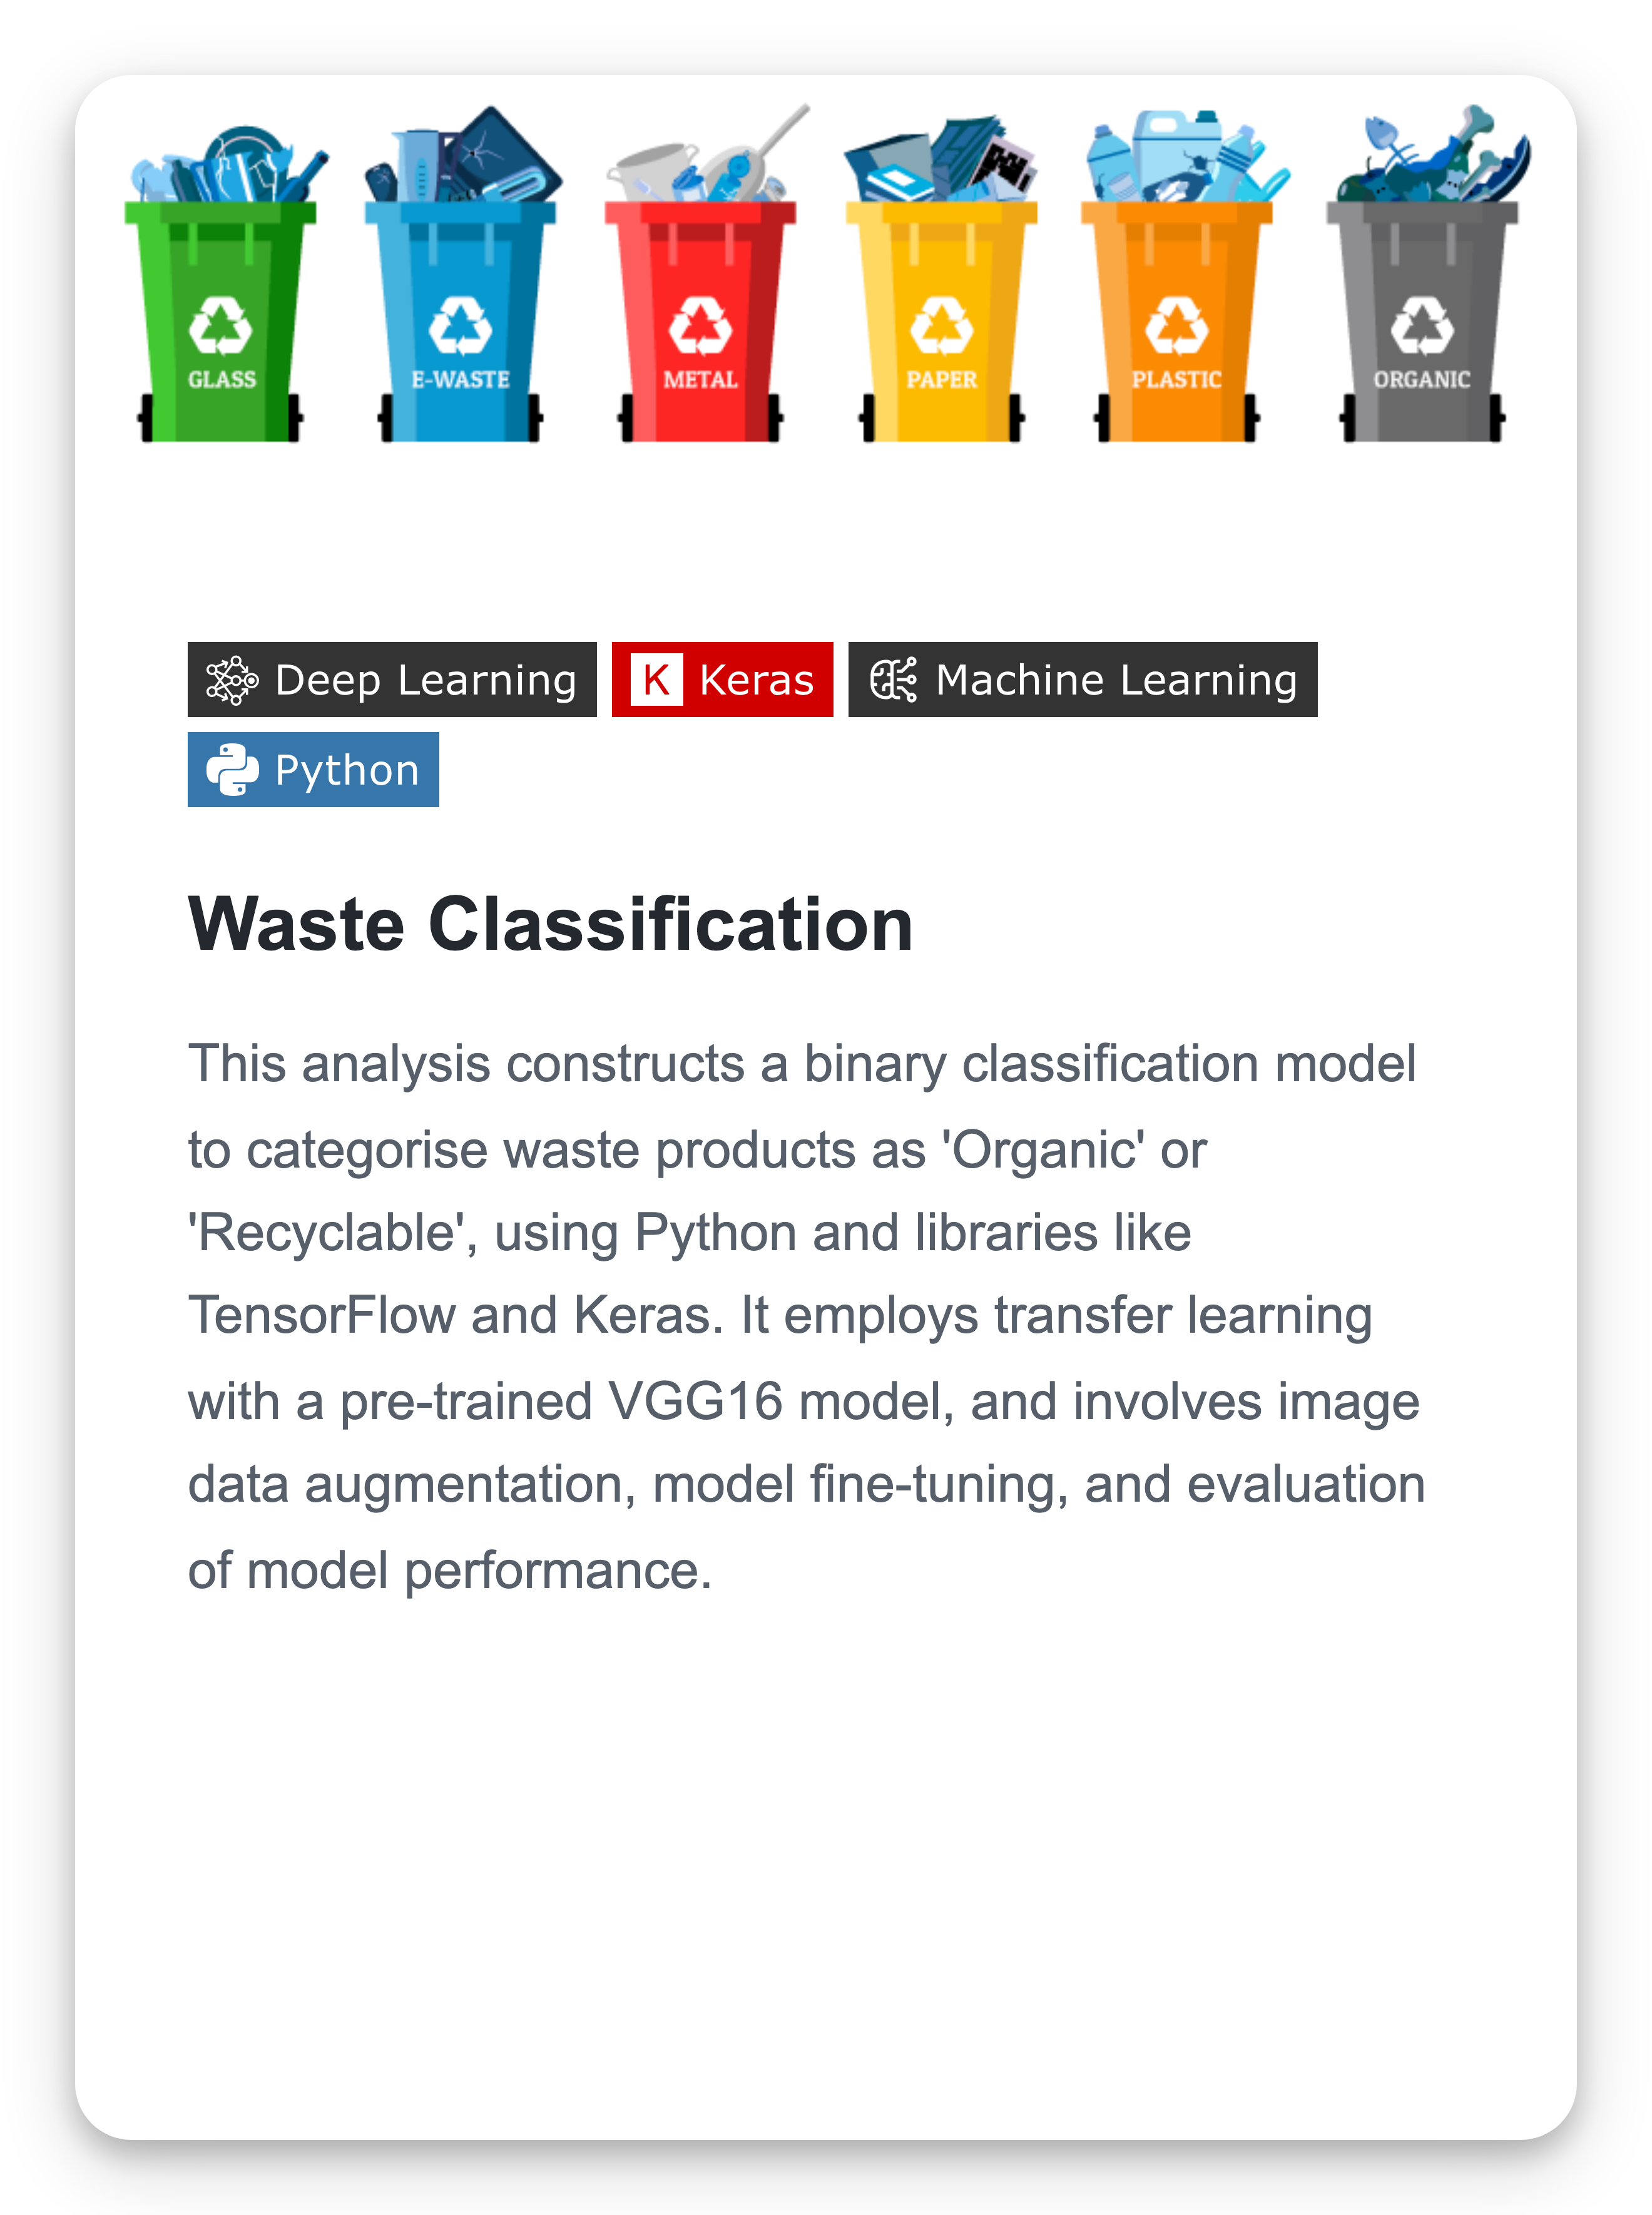 GLASS E-WASTE METAL PAPER PLASTIC ORGANIC
Deep Learning K Keras Machine Learning
Python
Waste Classification
This analysis constructs a binary classification model
to categorise waste products as 'Organic' or
'Recyclable', using Python and libraries like
TensorFlow and Keras. It employs transfer learning
with a pre-trained VGG16 model, and involves image
data augmentation, model fine-tuning, and evaluation
of model performance.